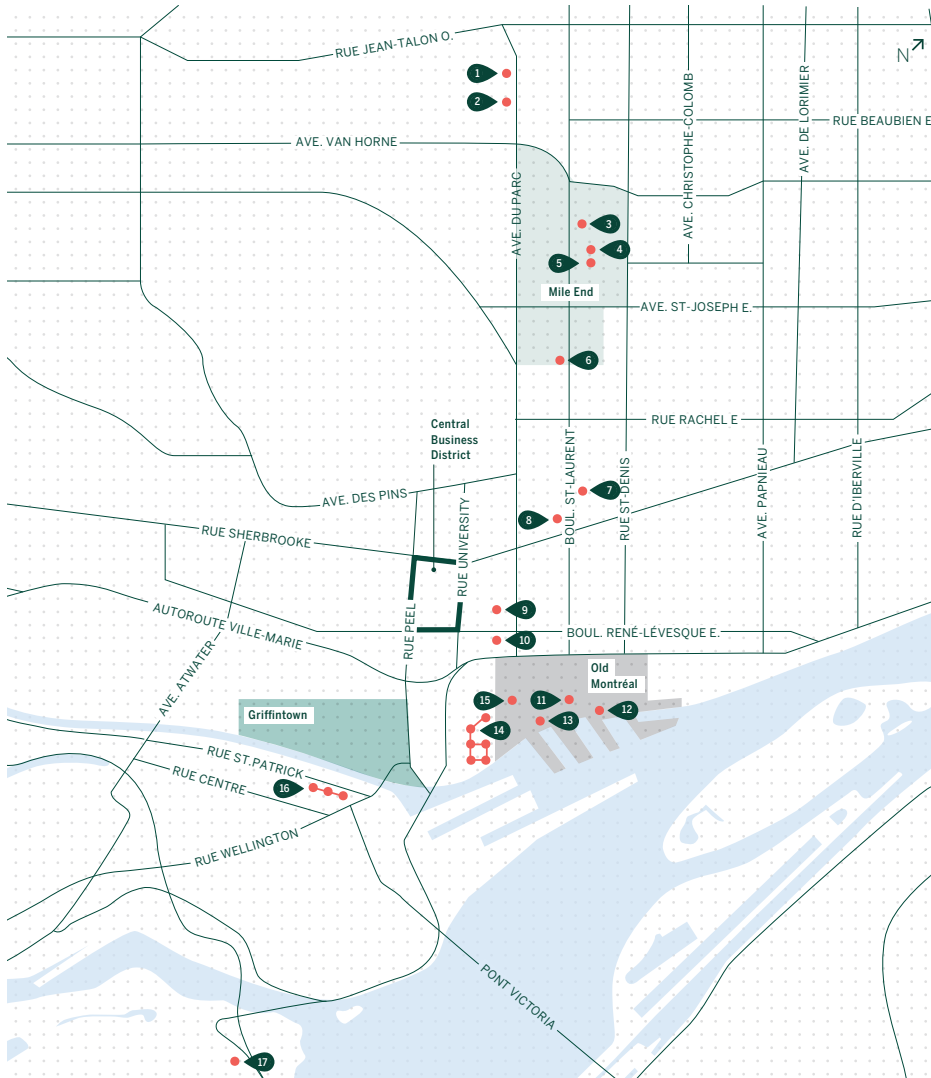 RUE JEAN-TALON O.
N
1
2
AVE. CHRISTOPHE-COLOMB
AVE. DE LORIMIER
RUE BEAUBIEN E
AVE. VAN HORNE
AVE. DU PARC
3
4
5
Mile End
AVE. ST-JOSEPH E.
6
Central
Business
District
RUE RACHEL E
BOUL. ST-LAURENT
RUE ST-DENIS
AVE. PAPNIEAU
RUE D'IBERVILLE
AVE. DES PINS
7
8
RUE SHERBROOKE
RUE UNIVERSITY
RUE PEEL
9
10
AUTOROUTE VILLE-MARIE
BOUL. RENÉ-LÉVESQUE E.
AVE. ATWATER
Old
Montréal
15
11
12
13
14
Griffintown
RUE ST.PATRICK
RUE CENTRE
16
RUE WELLINGTON
PONT VICTORIA
17